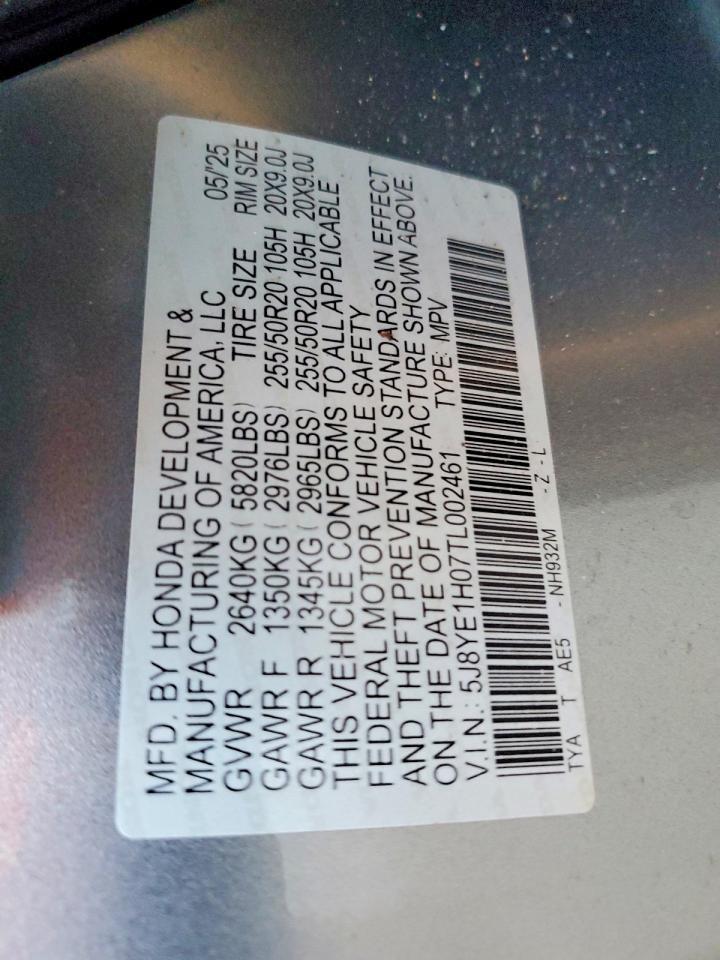 MFD. BY HONDA DEVELOPMENT &
MANUFACTURING OF AMERICA, LLC 05/'25
GVWR 2640KG ( 5820LBS) TIRE SIZE RIM SIZE
GAWR F 1350KG ( 2976LBS) 255/50R20 105H 20X9.0J
GAWR R 1345KG ( 2965LBS) 255/50R20 105H 20X9.0J
THIS VEHICLE CONFORMS TO ALL APPLICABLE
FEDERAL MOTOR VEHICLE SAFETY
AND THEFT PREVENTION STANDARDS IN EFFECT
ON THE DATE OF MANUFACTURE SHOWN ABOVE.
V.I.N.: 5J8YE1H07TL002461 TYPE: MPV
TYA T AE5 - NH932M - Z - L